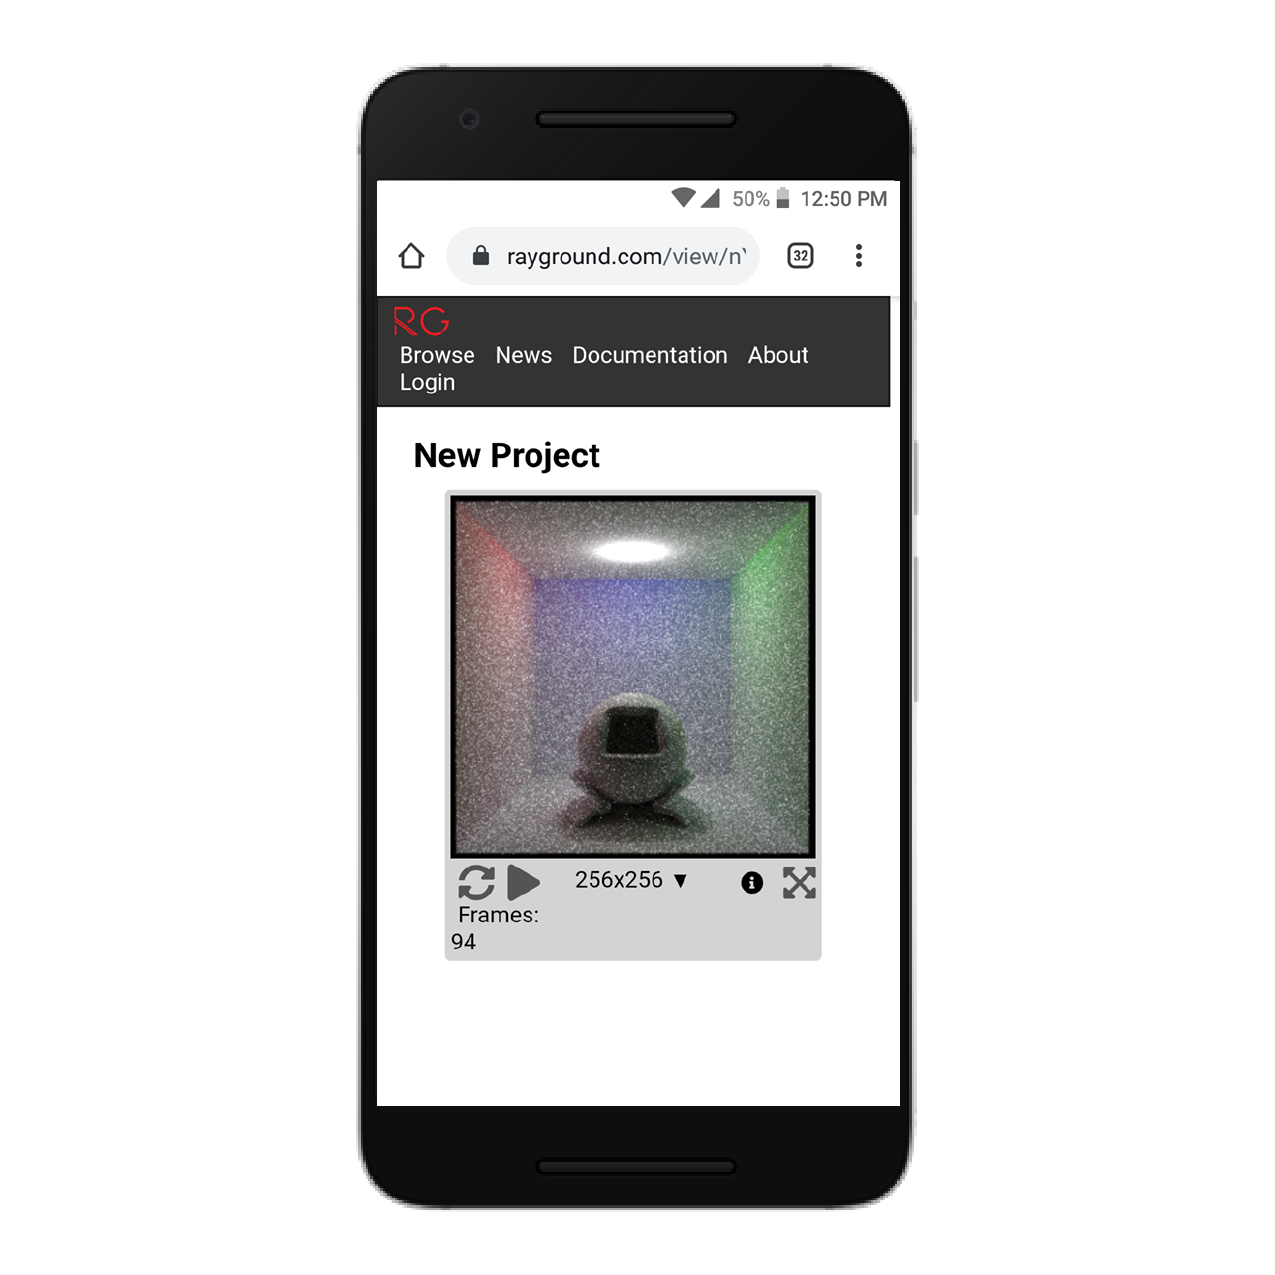 50% 12:50 PM
rayground.com/view/n 32
RG
Browse News Documentation About
Login
New Project
256x256 ▼
Frames:
94